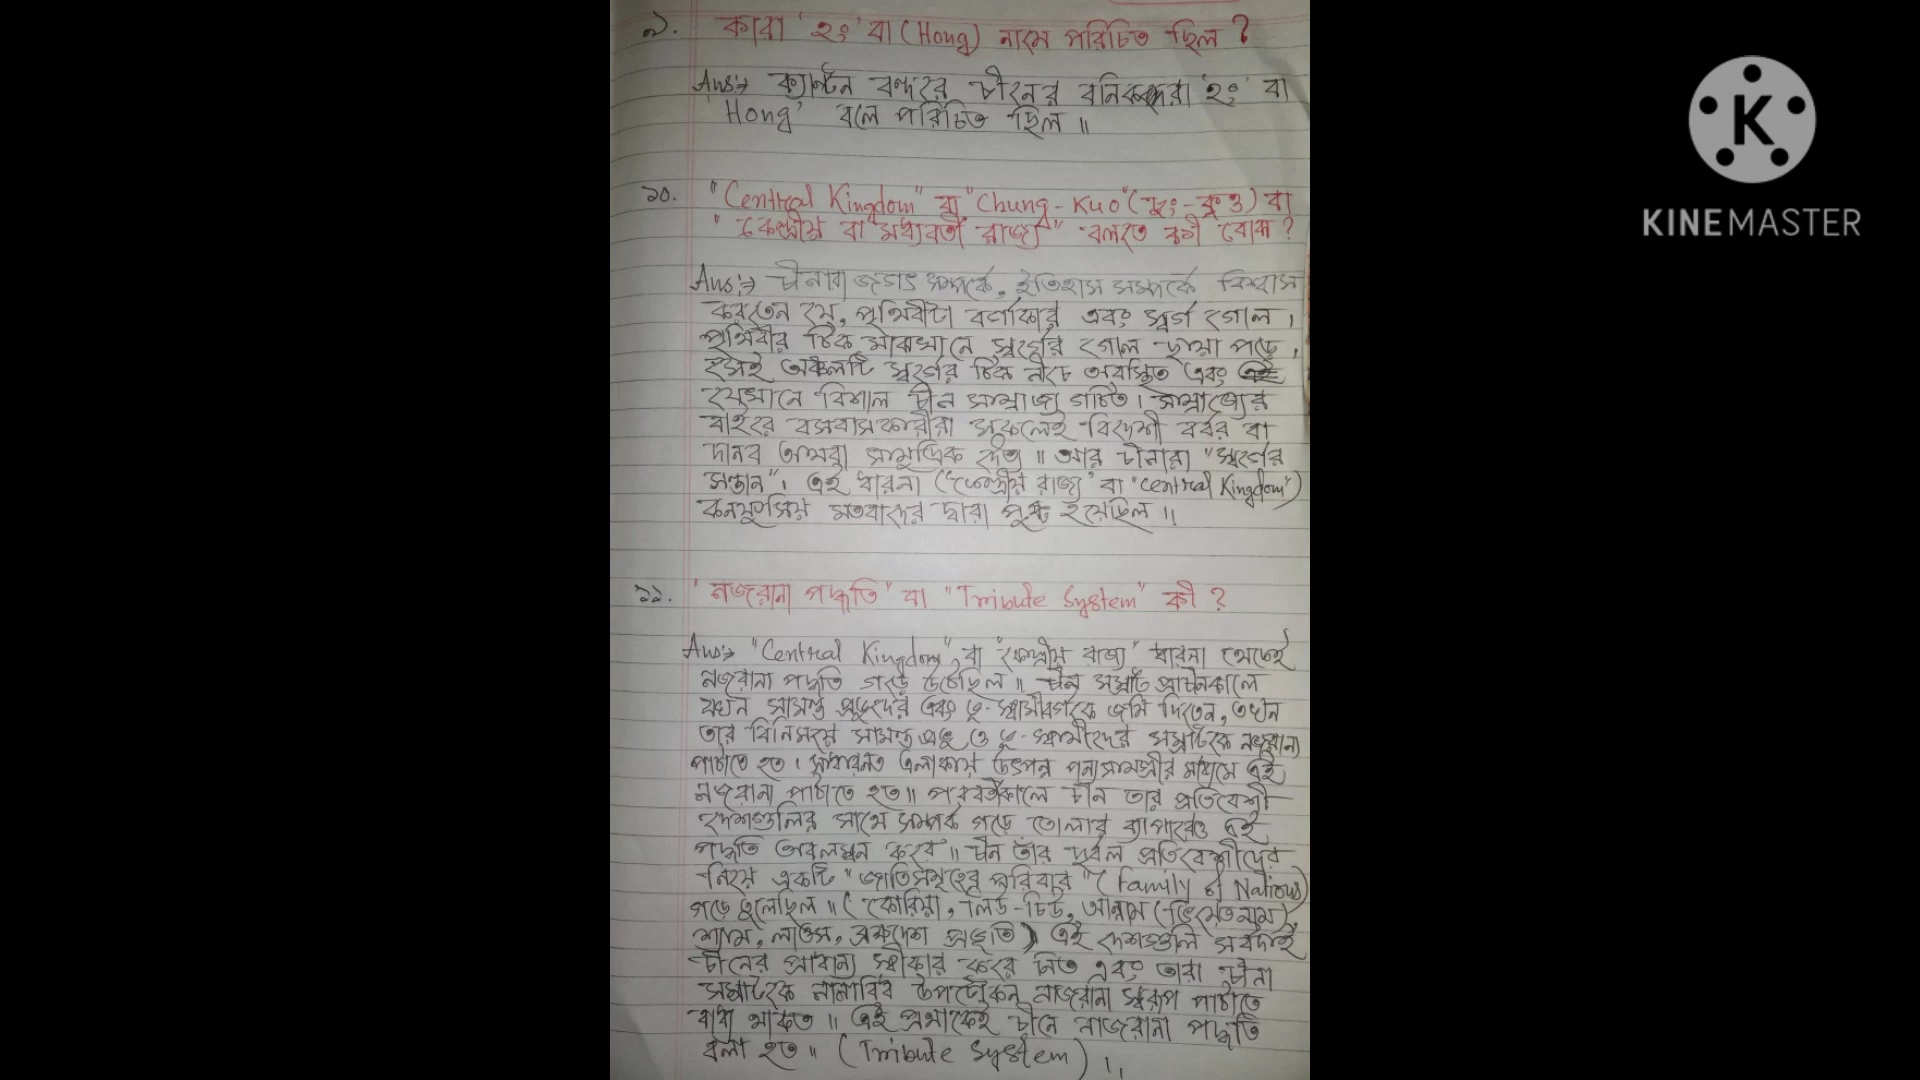 ৯. কারা 'হং' বা (Hong) নামে পরিচিত ছিল ?
Ans:→ ক্যান্টন বন্দরে চীনের বনিকরা 'হং' বা
'Hong' বলে পরিচিত ছিল ॥
১০. "Central Kingdom" বা "Chung-Kuo" (চুং-কুও) বা
"কেন্দ্রীয় বা মধ্যবর্তী রাজ্য" বলতে কী বোঝ ?
Ans:→ চীনারা জগৎ সম্পর্কে, ইতিহাস সম্পর্কে বিশ্বাস
করতেন যে, পৃথিবীটা বর্গাকার এবং স্বর্গ গোল ।
পৃথিবীর ঠিক মাঝখানে স্বর্গের গোল ছায়া পড়ে,
সেই অঞ্চলটি স্বর্গের ঠিক নীচে অবস্থিত এবং
যেখানে বিশাল চীন সাম্রাজ্য গঠিত । সাম্রাজ্যের
বাইরে বসবাসকারীরা সকলেই বিদেশী বর্বর বা
দানব অথবা সামুদ্রিক দৈত্য ॥ আর চীনারা "স্বর্গের
সন্তান" । এই ধারনা ('কেন্দ্রীয় রাজ্য' বা "Central Kingdom")
কনফুসিয় মতবাদের দ্বারা পুষ্ট হয়েছিল ॥
১১. 'নজরানা পদ্ধতি' বা "Tribute System" কী ?
Ans:→ "Central Kingdom" বা "কেন্দ্রীয় রাজ্য" ধারনা থেকেই
নজরানা পদ্ধতি গড়ে উঠেছিল ॥ চীন সম্রাট প্রাচীনকালে
যখন সামন্ত প্রভুদের এবং ভূ-স্বামীবর্গকে জমি দিতেন, তখন
তার বিনিময়ে সামন্ত প্রভু ও ভূ-স্বামীদের সম্রাটকে নজরানা
পাঠাতে হত । সাধারনত এলাকায় উৎপন্ন পন্যসামগ্রীর মাধ্যমে এই
নজরানা পাঠাতে হত ॥ পরবর্তীকালে চীন তার প্রতিবেশী
দেশগুলির সাথে সম্পর্ক গড়ে তোলার ব্যাপারেও এই
পদ্ধতি অবলম্বন করে ॥ চীন তাঁর দুর্বল প্রতিবেশীদের
নিয়ে একটি "জাতিসমূহের পরিবার" (Family of Nations)
গড়ে তুলেছিল ॥ (কোরিয়া, লিউ-চিউ, আন্নাম (ভিয়েতনাম),
শ্যাম, লাওস, ব্রহ্মদেশ প্রভৃতি) এই দেশগুলি সর্বদাই
চীনের প্রাধান্য স্বীকার করে নিত এবং তারা চীনা
সম্রাটকে নানাবিধ উপঢৌকন নাজরানা স্বরূপ পাঠাতে
বাধ্য থাকত ॥ এই প্রথাকেই চীনে নাজরানা পদ্ধতি
বলা হত ॥ (Tribute System) ।,
K
KINEMASTER